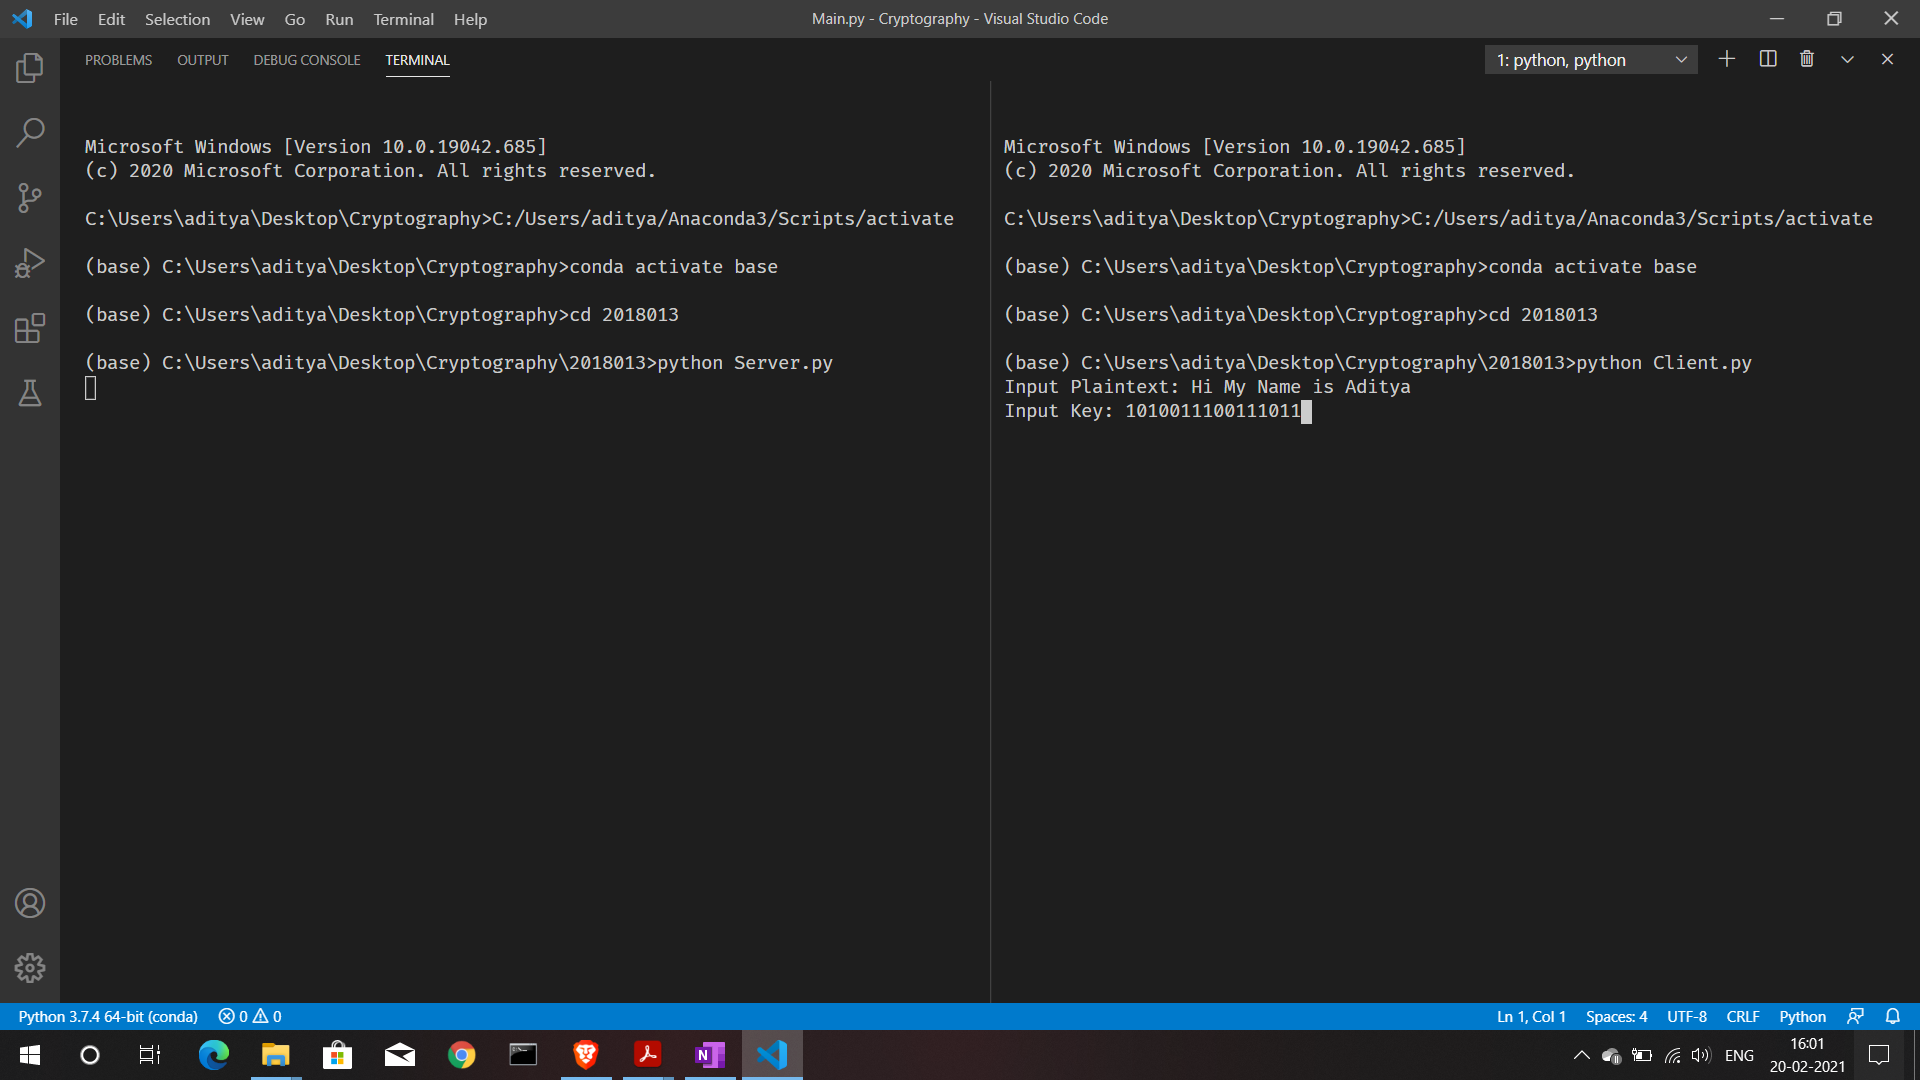 File Edit Selection View Go Run Terminal Help
Main.py - Cryptography - Visual Studio Code
PROBLEMS OUTPUT DEBUG CONSOLE TERMINAL
1: python, python
Microsoft Windows [Version 10.0.19042.685]
(c) 2020 Microsoft Corporation. All rights reserved.
C:\Users\aditya\Desktop\Cryptography>C:/Users/aditya/Anaconda3/Scripts/activate
(base) C:\Users\aditya\Desktop\Cryptography>conda activate base
(base) C:\Users\aditya\Desktop\Cryptography>cd 2018013
(base) C:\Users\aditya\Desktop\Cryptography\2018013>python Server.py
Microsoft Windows [Version 10.0.19042.685]
(c) 2020 Microsoft Corporation. All rights reserved.
C:\Users\aditya\Desktop\Cryptography>C:/Users/aditya/Anaconda3/Scripts/activate
(base) C:\Users\aditya\Desktop\Cryptography>conda activate base
(base) C:\Users\aditya\Desktop\Cryptography>cd 2018013
(base) C:\Users\aditya\Desktop\Cryptography\2018013>python Client.py
Input Plaintext: Hi My Name is Aditya
Input Key: 1010011100111011
Python 3.7.4 64-bit (conda) 0 0
Ln 1, Col 1 Spaces: 4 UTF-8 CRLF Python
ENG
16:01
20-02-2021